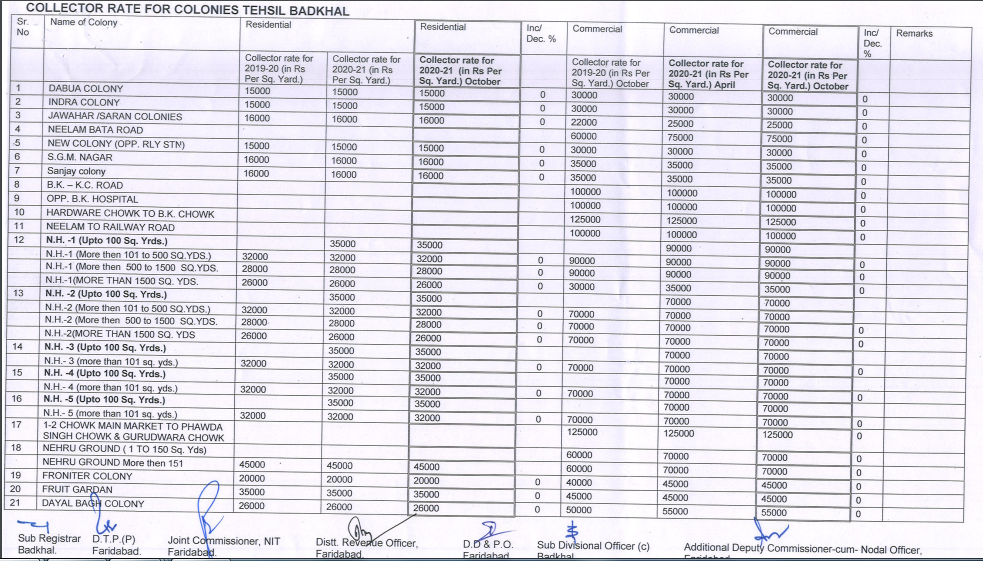 COLLECTOR RATE FOR COLONIES TEHSIL BADKHAL
Sr. No | Name of Colony | Residential | Residential | Inc/ Dec. % | Commercial | Commercial | Commercial | Inc/ Dec. % | Remarks
Collector rate for 2019-20 (in Rs Per Sq. Yard.) | Collector rate for 2020-21 (in Rs Per Sq. Yard.) | Collector rate for 2020-21 (in Rs Per Sq. Yard.) October | Collector rate for 2019-20 (in Rs Per Sq. Yard.) October | Collector rate for 2020-21 (in Rs Per Sq. Yard.) April | Collector rate for 2020-21 (in Rs Per Sq. Yard.) October
1 DABUA COLONY 15000 15000 15000 0 30000 30000 30000 0
2 INDRA COLONY 15000 15000 15000 0 30000 30000 30000 0
3 JAWAHAR /SARAN COLONIES 16000 16000 16000 0 22000 25000 25000 0
4 NEELAM BATA ROAD 60000 75000 75000 0
5 NEW COLONY (OPP. RLY STN) 15000 15000 15000 0 30000 30000 30000 0
6 S.G.M. NAGAR 16000 16000 16000 0 35000 35000 35000 0
7 Sanjay colony 16000 16000 16000 0 35000 35000 35000 0
8 B.K. – K.C. ROAD 100000 100000 100000 0
9 OPP. B.K. HOSPITAL 100000 100000 100000 0
10 HARDWARE CHOWK TO B.K. CHOWK 125000 125000 125000 0
11 NEELAM TO RAILWAY ROAD 100000 100000 100000 0
12 N.H. -1 (Upto 100 Sq. Yrds.) 35000 35000 90000 90000
N.H.-1 (More then 101 to 500 SQ.YDS.) 32000 32000 32000 0 90000 90000 90000 0
N.H.-1 (More then 500 to 1500 SQ.YDS. 28000 28000 28000 0 90000 90000 90000 0
N.H.-1(MORE THAN 1500 SQ. YDS. 26000 26000 26000 0 30000 35000 35000 0
13 N.H. -2 (Upto 100 Sq. Yrds.) 35000 35000 70000 70000
N.H.-2 (More then 101 to 500 SQ.YDS.) 32000 32000 32000 0 70000 70000 70000
N.H.-2 (More then 500 to 1500 SQ.YDS. 28000 28000 28000 0 70000 70000 70000 0
N.H.-2(MORE THAN 1500 SQ. YDS 26000 26000 26000 0 70000 70000 70000 0
14 N.H. -3 (Upto 100 Sq. Yrds.) 35000 35000 70000 70000
N.H.- 3 (more than 101 sq. yds.) 32000 32000 32000 0 70000 70000 70000 0
15 N.H. -4 (Upto 100 Sq. Yrds.) 35000 35000 70000 70000
N.H.- 4 (more than 101 sq. yds.) 32000 32000 32000 0 70000 70000 70000 0
16 N.H. -5 (Upto 100 Sq. Yrds.) 35000 35000 70000 70000
N.H.- 5 (more than 101 sq. yds) 32000 32000 32000 0 70000 70000 70000 0
17 1-2 CHOWK MAIN MARKET TO PHAWDA SINGH CHOWK & GURUDWARA CHOWK 125000 125000 125000 0
18 NEHRU GROUND ( 1 TO 150 Sq. Yds) 60000 70000 70000 0
NEHRU GROUND More then 151 45000 45000 45000 60000 70000 70000 0
19 FRONITER COLONY 20000 20000 20000 0 40000 45000 45000 0
20 FRUIT GARDAN 35000 35000 35000 0 45000 45000 45000 0
21 DAYAL BAGH COLONY 26000 26000 26000 0 50000 55000 55000 0
Sub Registrar Badkhal.
D.T.P.(P) Faridabad.
Joint Commissioner, NIT Faridabad.
Distt. Revenue Officer, Faridabad.
D.D & P.O. Faridabad.
Sub Divisional Officer (c) Badkhal
Additional Deputy Commissioner-cum- Nodal Officer, Faridabad.